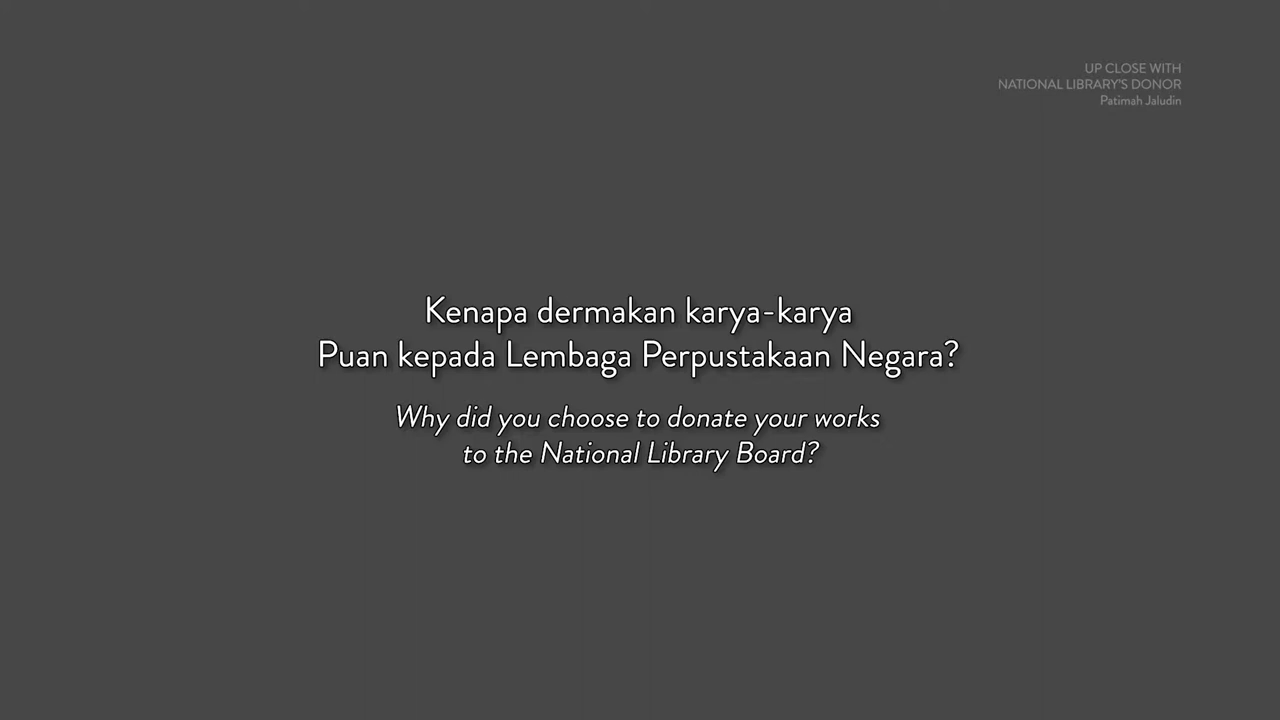 UP CLOSE WITH
NATIONAL LIBRARY'S DONOR
Patimah Jaludin
Kenapa dermakan karya-karya
Puan kepada Lembaga Perpustakaan Negara?
Why did you choose to donate your works
to the National Library Board?